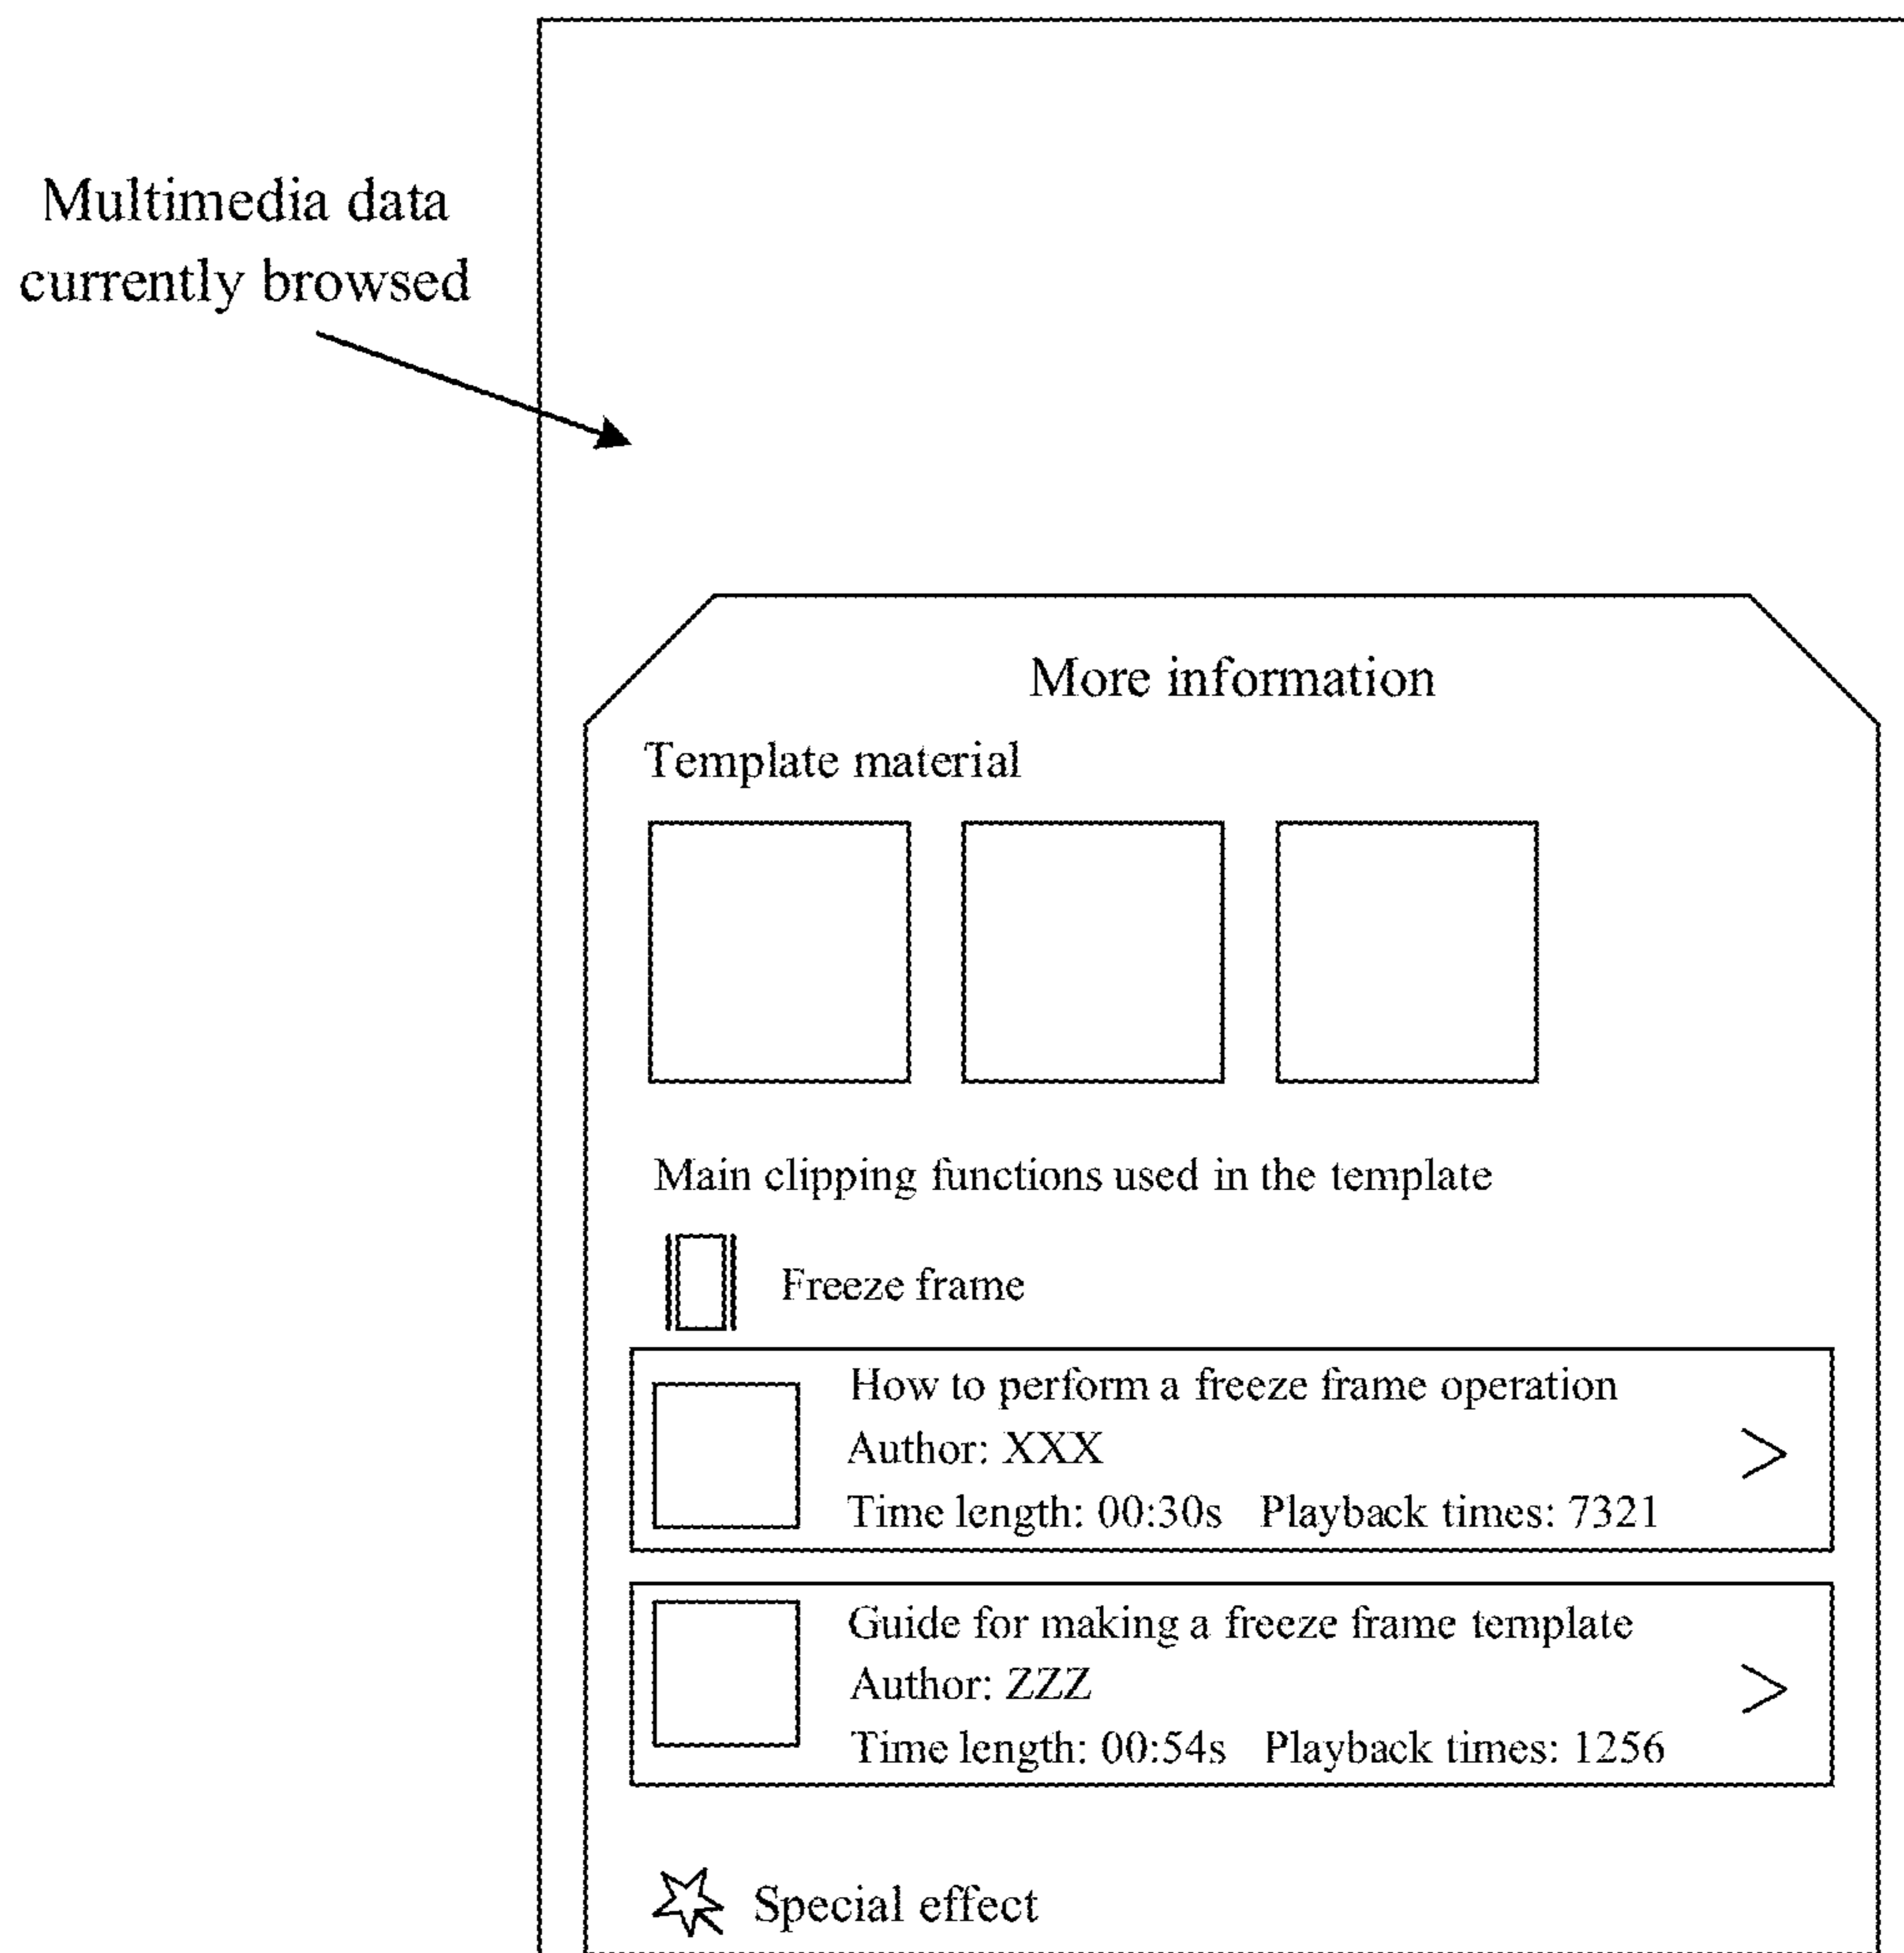 Multimedia data
currently browsed
More information
Template material
Main clipping functions used in the template
Freeze frame
How to perform a freeze frame operation
Author: XXX
Time length: 00:30s Playback times: 7321
>
Guide for making a freeze frame template
Author: ZZZ
Time length: 00:54s Playback times: 1256
>
Special effect